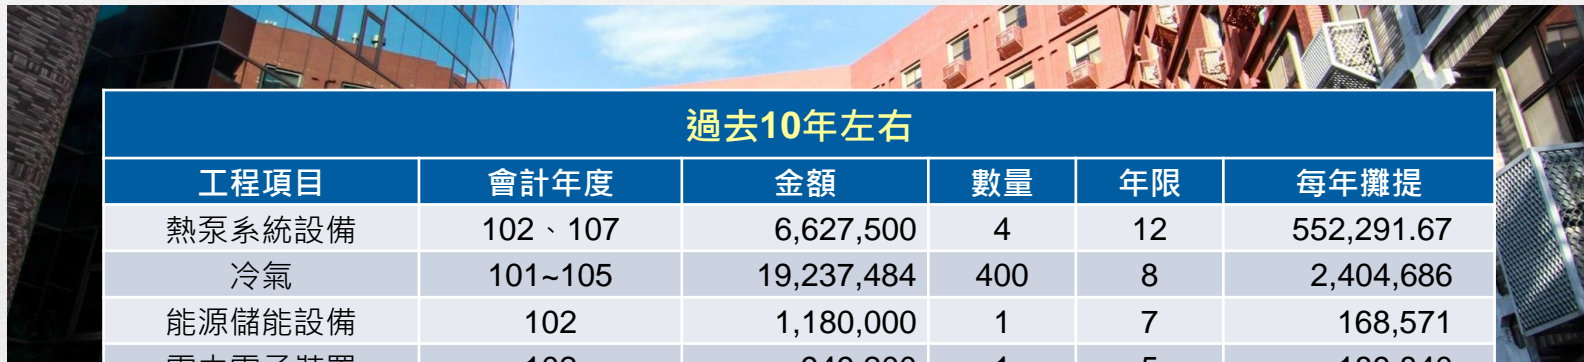 過去10年左右
工程項目 會計年度 金額 數量 年限 每年攤提
熱泵系統設備 102、107 6,627,500 4 12 552,291.67
冷氣 101~105 19,237,484 400 8 2,404,686
能源儲能設備 102 1,180,000 1 7 168,571